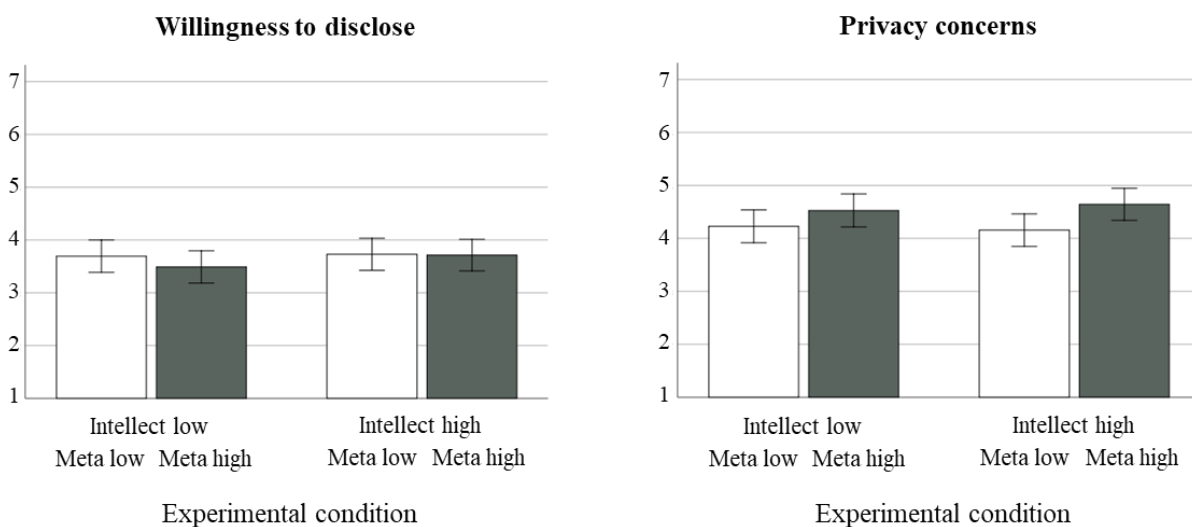 Willingness to disclose
7
6
5
4
3
2
1
Intellect low Intellect high
Meta low Meta high Meta low Meta high
Experimental condition
Privacy concerns
7
6
5
4
3
2
1
Intellect low Intellect high
Meta low Meta high Meta low Meta high
Experimental condition